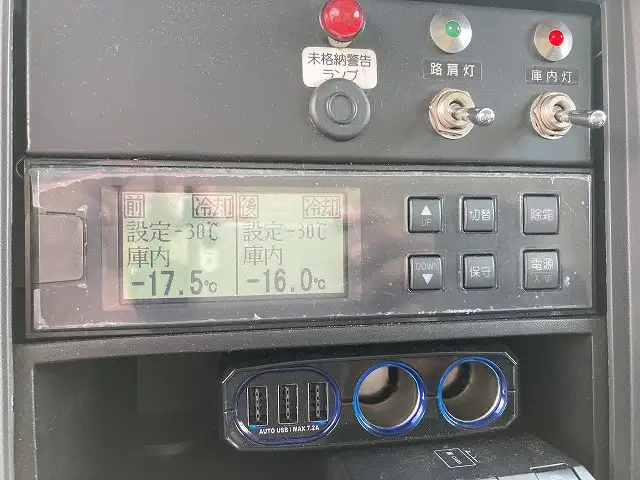 未格納警告
ランプ
路肩灯
庫内灯
前 冷却 後 冷却
設定-30℃ 設定-30℃
庫内 庫内
-17.5℃ -16.0℃
▲
UP
切替
除霜
DOWN
▼
保守
電源
入/切
AUTO USB / MAX 7.2A